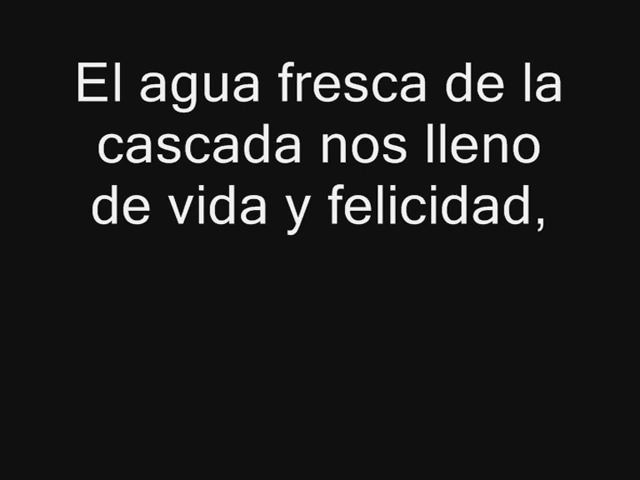 El agua fresca de la
cascada nos lleno
de vida y felicidad,